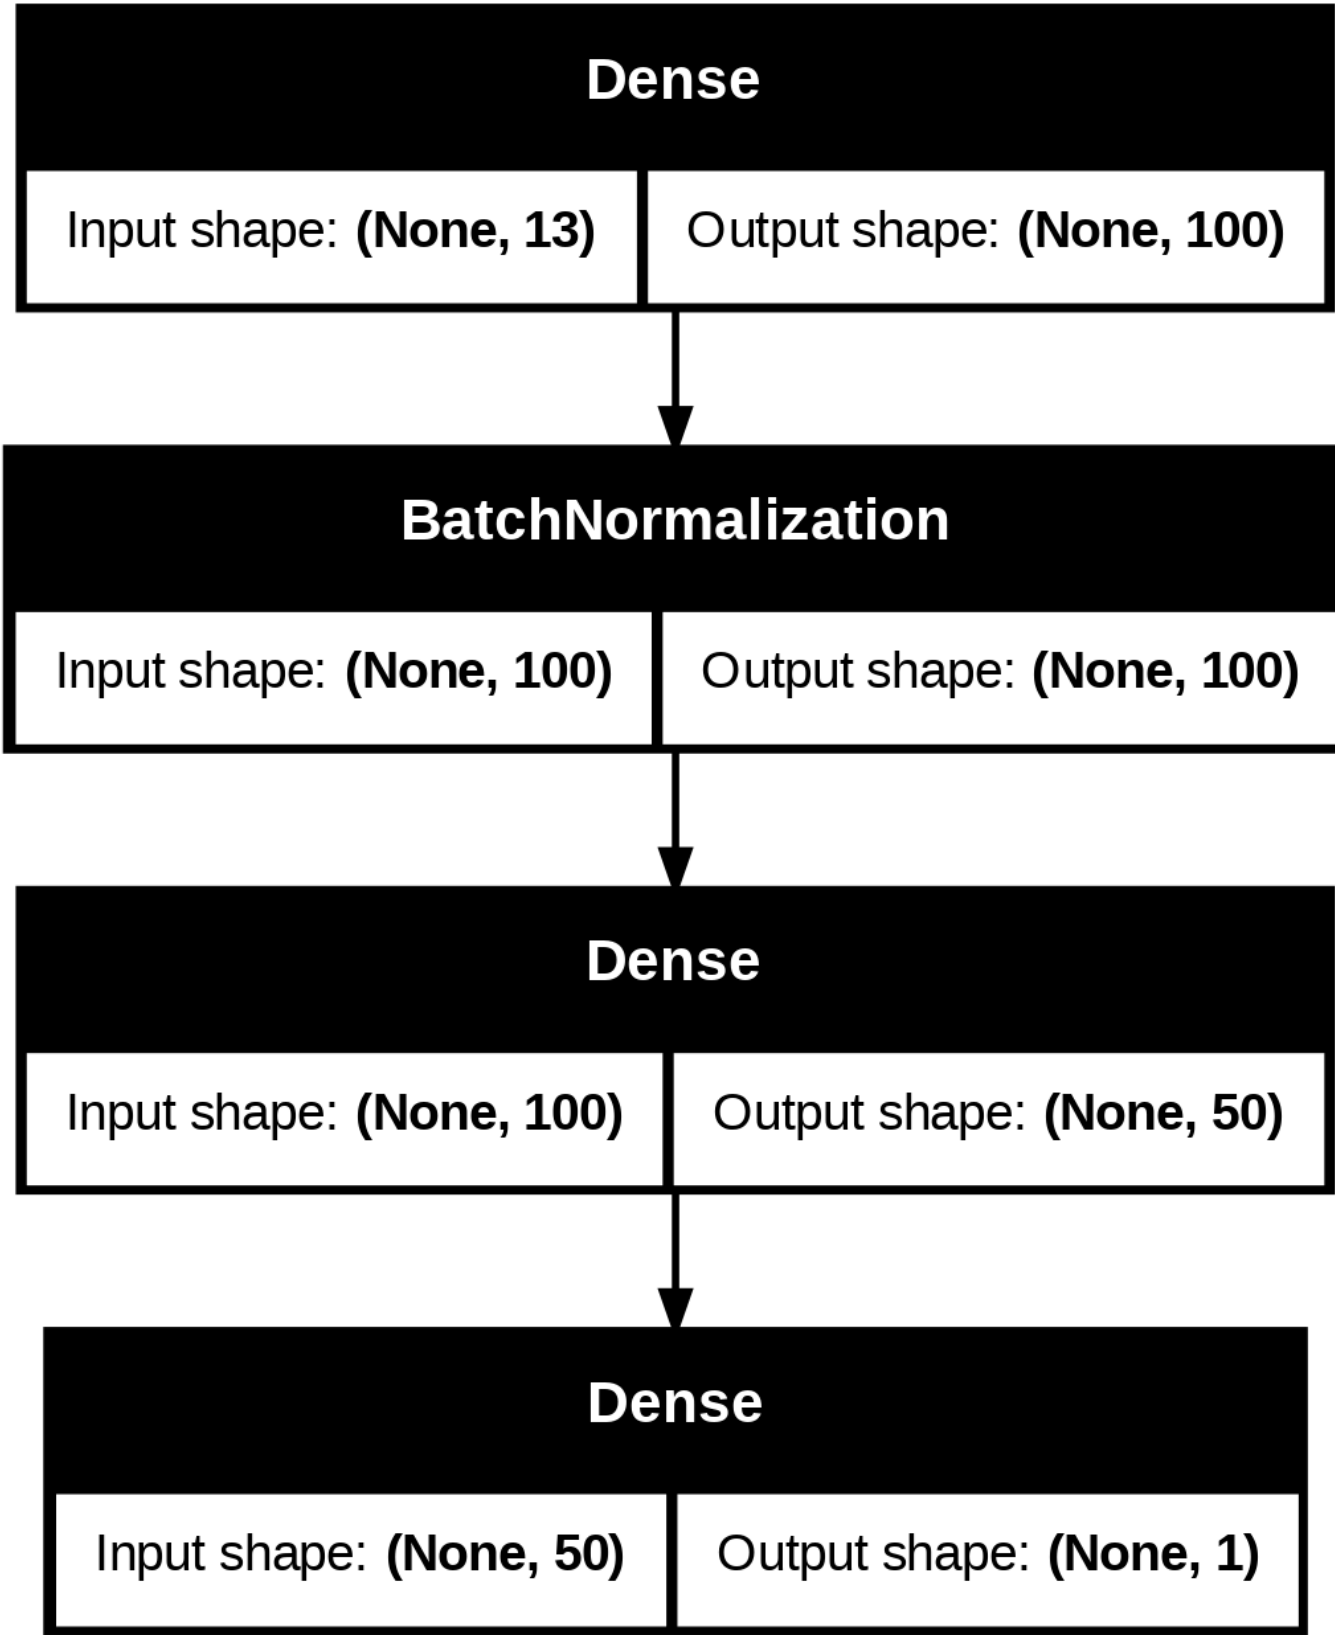 Dense
Input shape: (None, 13) Output shape: (None, 100)
BatchNormalization
Input shape: (None, 100) Output shape: (None, 100)
Dense
Input shape: (None, 100) Output shape: (None, 50)
Dense
Input shape: (None, 50) Output shape: (None, 1)